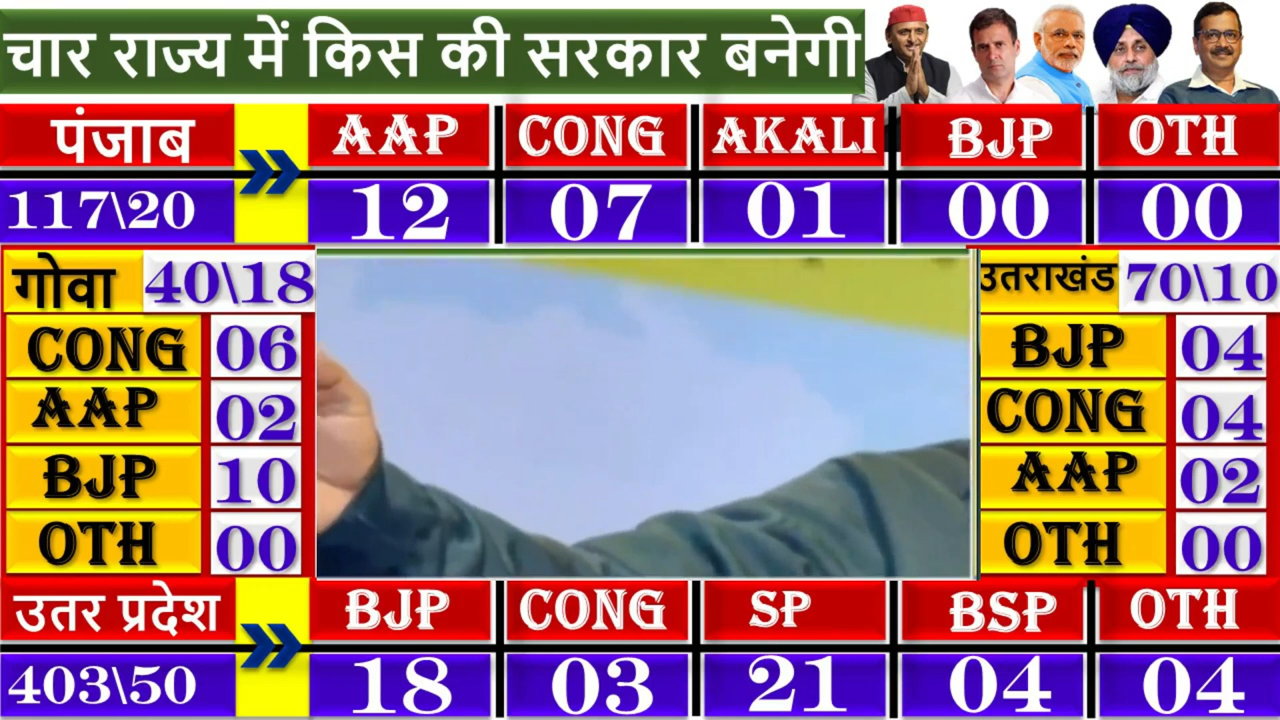 चार राज्य में किस की सरकार बनेगी
पंजाब AAP CONG AKALI BJP OTH
117\20 12 07 01 00 00
गोवा 40\18
CONG 06
AAP 02
BJP 10
OTH 00
उतराखंड 70\10
BJP 04
CONG 04
AAP 02
OTH 00
उतर प्रदेश BJP CONG SP BSP OTH
403\50 18 03 21 04 04